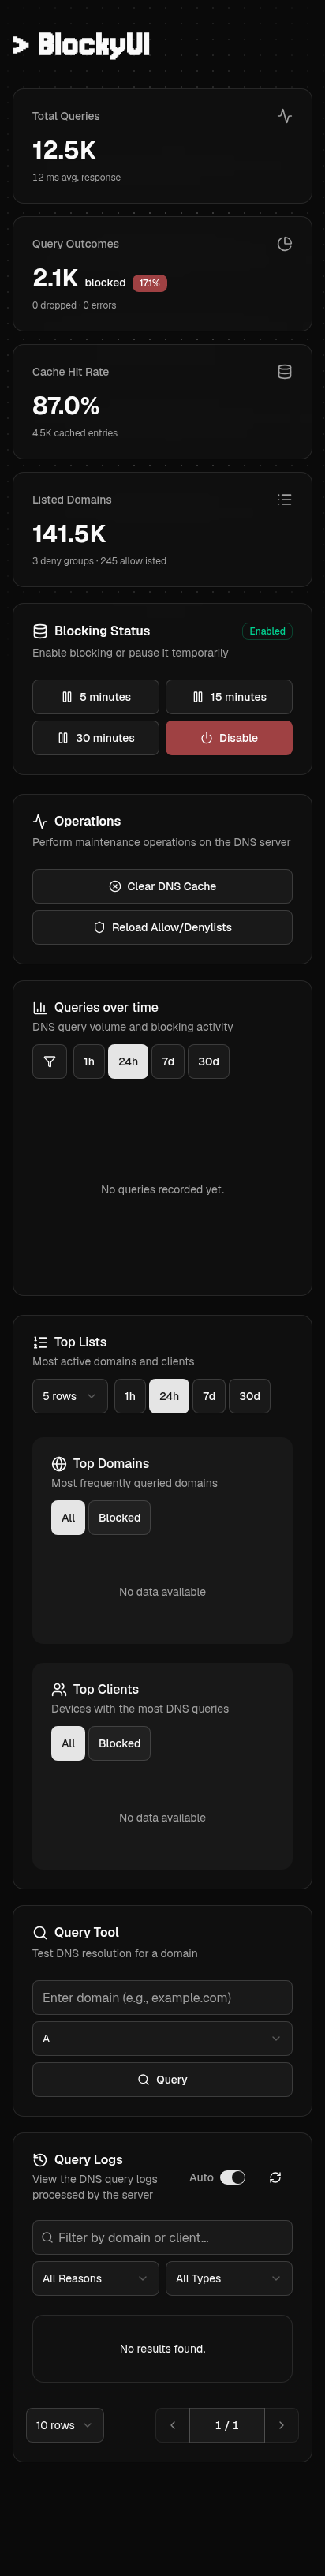 > BlockyUI
Total Queries
12.5K
12 ms avg. response
Query Outcomes
2.1K blocked 17.1%
0 dropped · 0 errors
Cache Hit Rate
87.0%
4.5K cached entries
Listed Domains
141.5K
3 deny groups · 245 allowlisted
Blocking Status Enabled
Enable blocking or pause it temporarily
5 minutes 15 minutes
30 minutes Disable
Operations
Perform maintenance operations on the DNS server
Clear DNS Cache
Reload Allow/Denylists
Queries over time
DNS query volume and blocking activity
1h 24h 7d 30d
No queries recorded yet.
Top Lists
Most active domains and clients
5 rows 1h 24h 7d 30d
Top Domains
Most frequently queried domains
All Blocked
No data available
Top Clients
Devices with the most DNS queries
All Blocked
No data available
Query Tool
Test DNS resolution for a domain
Enter domain (e.g., example.com)
A
Query
Query Logs
View the DNS query logs Auto
processed by the server
Filter by domain or client...
All Reasons All Types
No results found.
10 rows 1 / 1